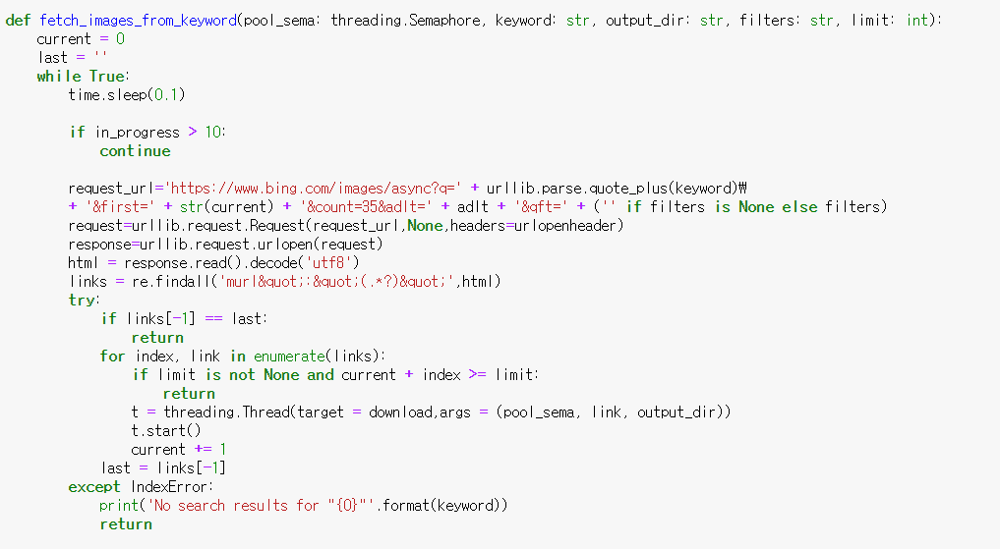 def fetch_images_from_keyword(pool_sema: threading.Semaphore, keyword: str, output_dir: str, filters: str, limit: int):
    current = 0
    last = ''
    while True:
        time.sleep(0.1)

        if in_progress > 10:
            continue

        request_url='https://www.bing.com/images/async?q=' + urllib.parse.quote_plus(keyword)₩
        + '&first=' + str(current) + '&count=35&adlt=' + adlt + '&qft=' + ('' if filters is None else filters)
        request=urllib.request.Request(request_url,None,headers=urlopenheader)
        response=urllib.request.urlopen(request)
        html = response.read().decode('utf8')
        links = re.findall('murl&quot;:&quot;(.*?)&quot;',html)
        try:
            if links[-1] == last:
                return
            for index, link in enumerate(links):
                if limit is not None and current + index >= limit:
                    return
                t = threading.Thread(target = download,args = (pool_sema, link, output_dir))
                t.start()
                current += 1
            last = links[-1]
        except IndexError:
            print('No search results for "{0}"'.format(keyword))
            return